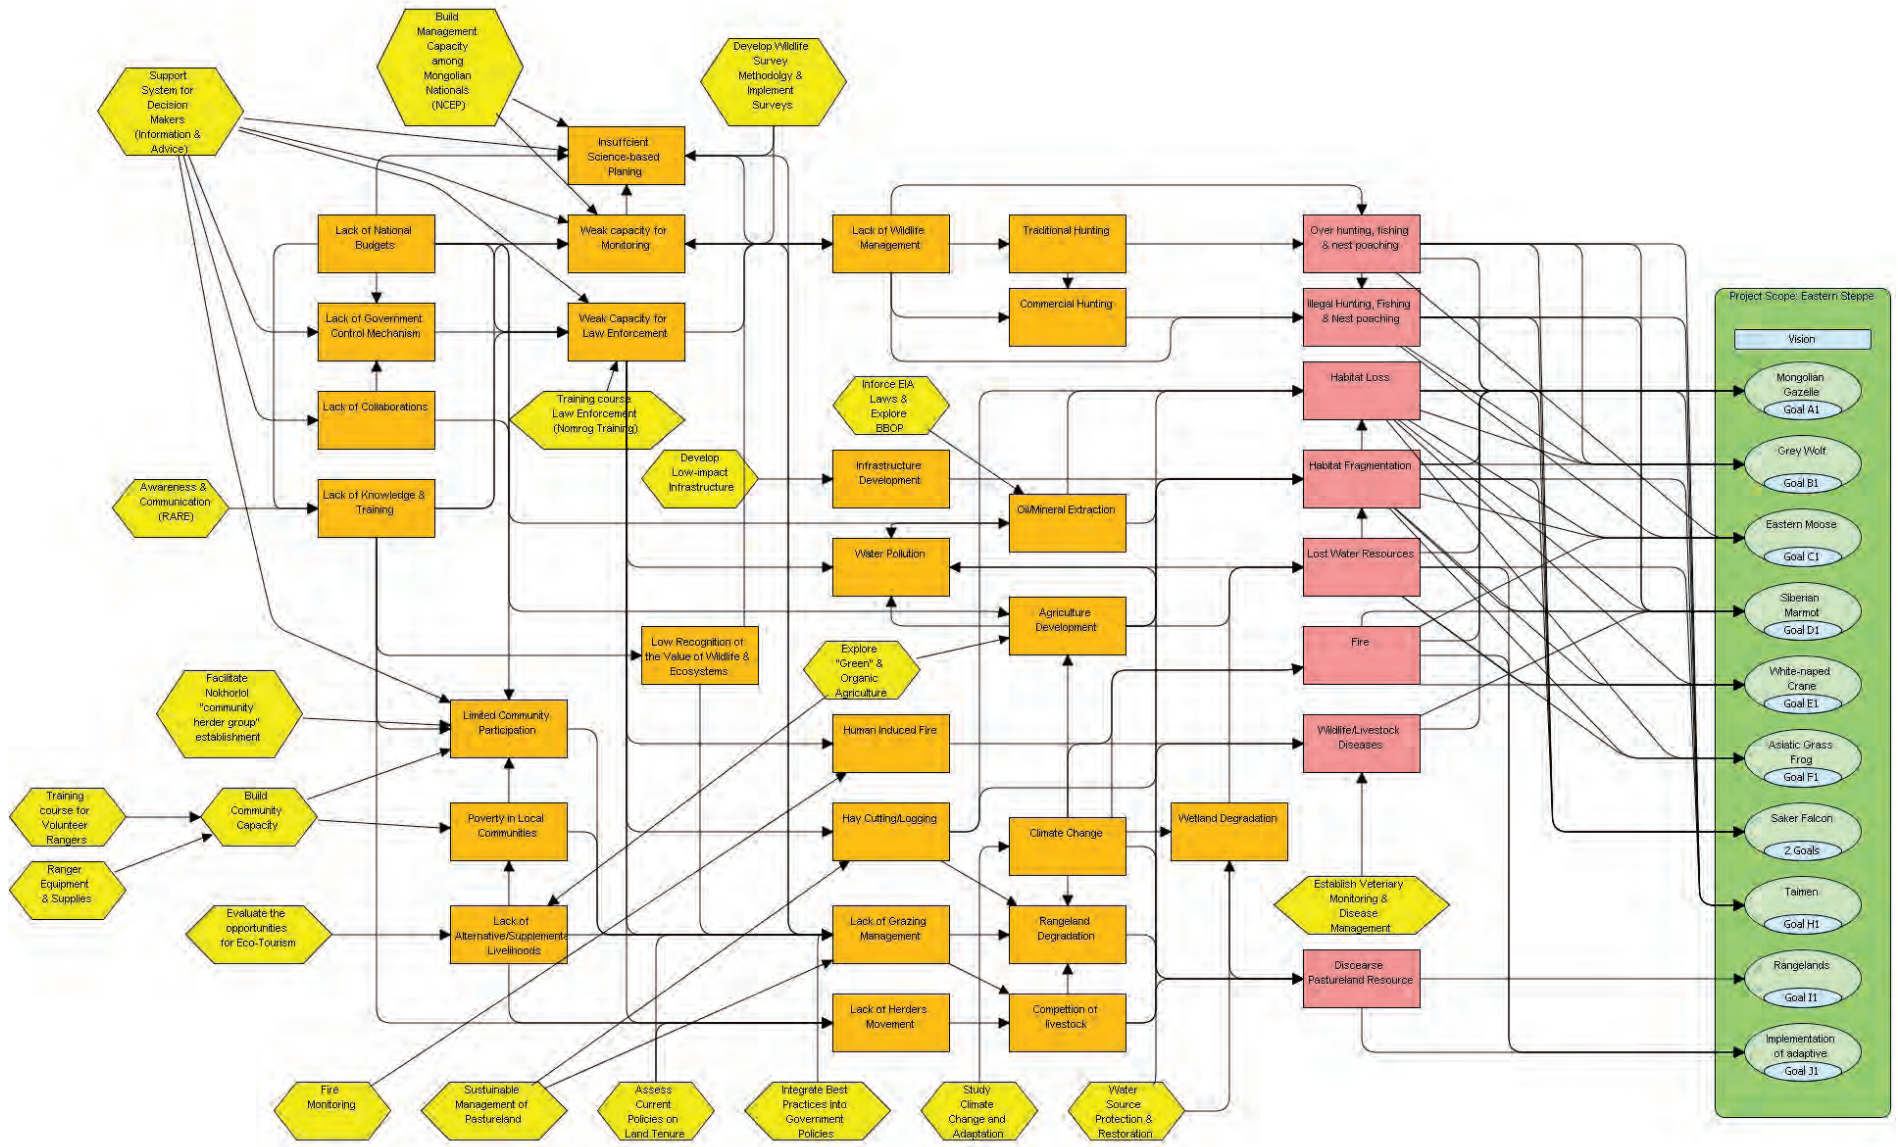 Build
Management
Capacity
among
Mongolian
Nationals
(NCEP)
Develop Wildlife
Survey
Methodolgy &
Implement
Surveys
Support
System for
Decision
Makers
(Information &
Advice)
Insuffcient
Science-based
Planing
Lack of National
Budgets
Weak capacity for
Monitoring
Lack of Wildlife
Management
Traditional Hunting
Over hunting, fishing
& nest poaching
Lack of Government
Control Mechanism
Weak Capacity for
Law Enforcement
Commercial Hunting
Illegal Hunting, Fishing
& Nest poaching
Project Scope: Eastern Steppe
Vision
Lack of Collaborations
Training course
Law Enforcement
(Nomrog Training)
Inforce EIA
Laws &
Explore
BBOP
Habitat Loss
Mongolian
Gazelle
Goal A1
Develop
Low-impact
Infrastructure
Infrastructure
Development
Habitat Fragmentation
Grey Wolf
Goal B1
Awareness &
Communication
(RARE)
Lack of Knowledge &
Training
Oil/Mineral Extraction
Water Pollution
Lost Water Resources
Eastern Moose
Goal C1
Agriculture
Development
Siberian
Marmot
Goal D1
Low Recognition of
the Value of Wildlife &
Ecosystems
Explore
"Green" &
Organic
Agriculture
Fire
White-naped
Crane
Goal E1
Facilitate
Nokhorlol
"community
herder group"
establishment
Limited Community
Participation
Human Induced Fire
Wildlife/Livestock
Diseases
Asiatic Grass
Frog
Goal F1
Training
course for
Volunteer
Rangers
Build
Community
Capacity
Poverty in Local
Communities
Hay Cutting/Logging
Climate Change
Wetland Degradation
Saker Falcon
2 Goals
Ranger
Equipment
& Supplies
Evaluate the
opportunities
for Eco-Tourism
Lack of
Alternative/Supplementa
Livelihoods
Lack of Grazing
Management
Rangeland
Degradation
Establish Veteriary
Monitoring &
Disease
Management
Taimen
Goal H1
Discearse
Pastureland Resource
Rangelands
Goal I1
Lack of Herders
Movement
Compettion of
livestock
Implementation
of adaptive
Goal J1
Fire
Monitoring
Sustainable
Management of
Pastureland
Assess
Current
Policies on
Land Tenure
Integrate Best
Practices into
Government
Policies
Study
Climate
Change and
Adaptation
Water
Source
Protection &
Restoration